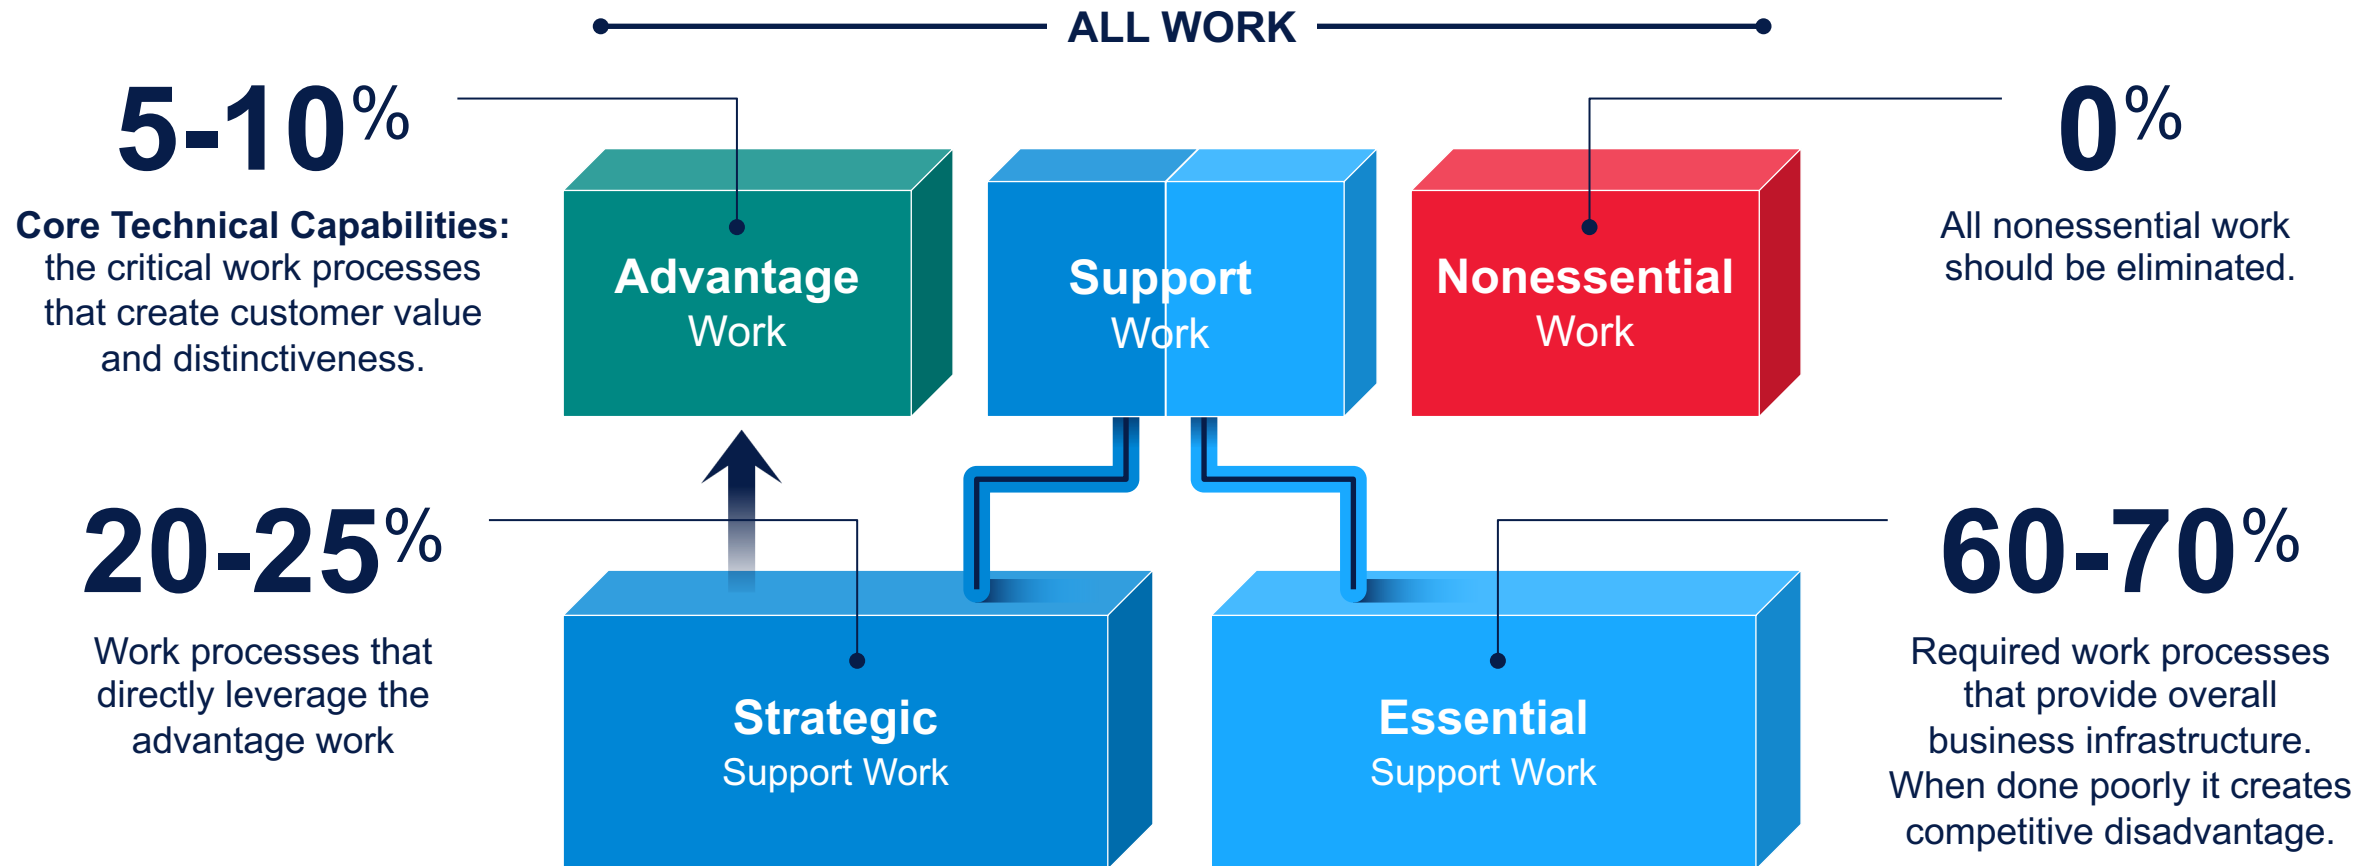 ALL WORK
5-10%
Core Technical Capabilities:
the critical work processes
that create customer value
and distinctiveness.
Advantage
Work
Support
Work
Nonessential
Work
0%
All nonessential work
should be eliminated.
20-25%
Work processes that
directly leverage the
advantage work
Strategic
Support Work
Essential
Support Work
60-70%
Required work processes
that provide overall
business infrastructure.
When done poorly it creates
competitive disadvantage.